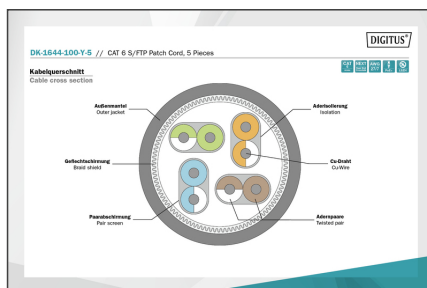 DIGITUS®
DK-1644-100-Y-5 // CAT 6 S/FTP Patch Cord, 5 Pieces
Kabelquerschnitt
Cable cross section
Außenmantel
Outer jacket
Aderisolierung
Isolation
Geflechtschirmung
Braid shield
Cu-Draht
Cu-Wire
Paarabschirmung
Pair screen
Adernpaare
Twisted pair